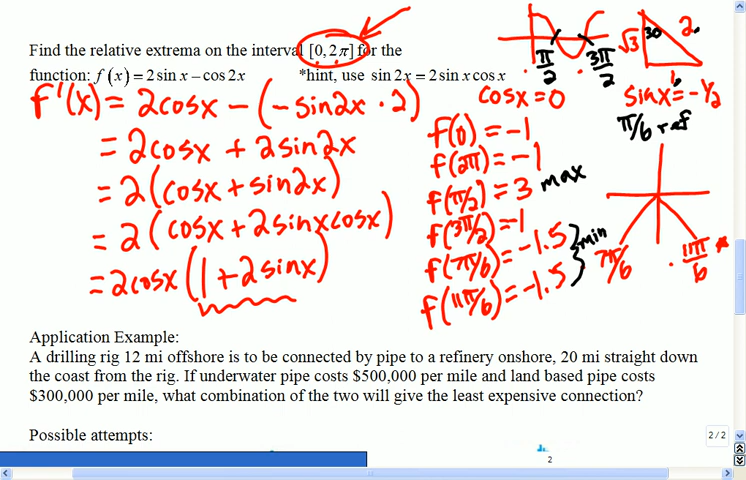 Find the relative extrema on the interval [0, 2π] for the
function: f(x) = 2 sin x – cos 2x *hint, use sin 2x = 2 sin x cos x
f'(x) = 2cosx - (-sin2x · 2)
= 2cosx + 2sin2x
= 2(cosx + sin2x)
= 2(cosx + 2sinxcosx)
= 2cosx(1 + 2sinx)
π/2
3π/2
cosx = 0
√3
30
2
1
sinx = -1/2
π/6 ref
f(0) = -1
f(2π) = -1
f(π/2) = 3 max
f(3π/2) = -1
f(7π/6) = -1.5
f(11π/6) = -1.5 } min
7π/6
11π/6
Application Example:
A drilling rig 12 mi offshore is to be connected by pipe to a refinery onshore, 20 mi straight down
the coast from the rig. If underwater pipe costs $500,000 per mile and land based pipe costs
$300,000 per mile, what combination of the two will give the least expensive connection?
Possible attempts:
2/2
2